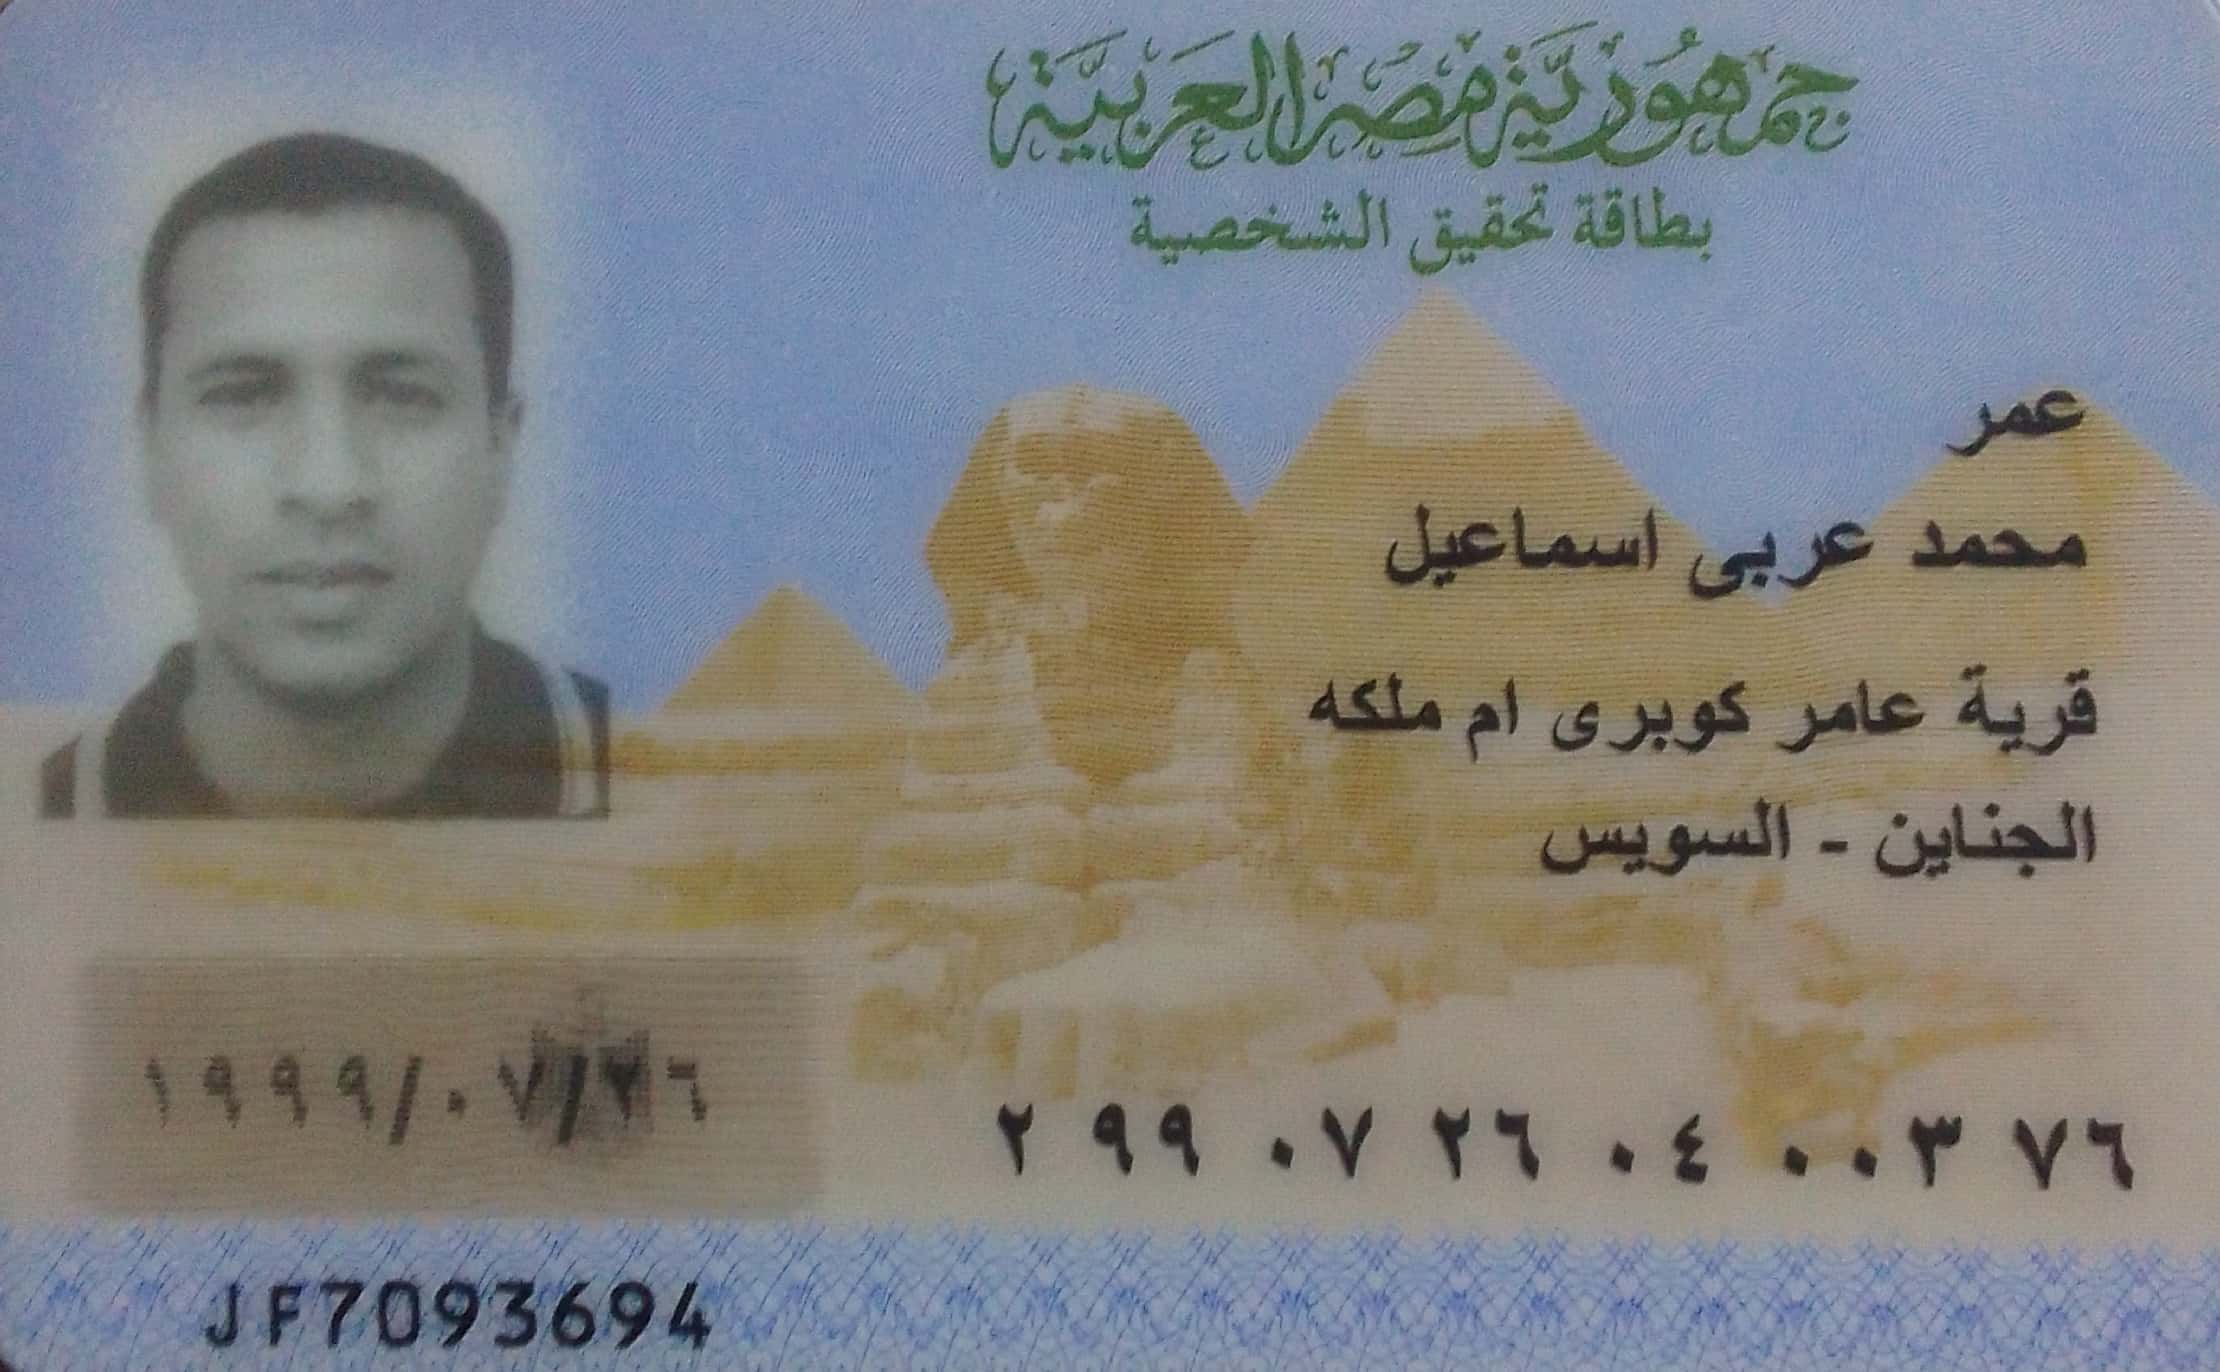 جمهورية مصر العربية
بطاقة تحقيق الشخصية
عمر
محمد عربى اسماعيل
قرية عامر كوبرى ام ملكه
الجناين - السويس
١٩٩٩/٠٧/٢٦
٢ ٩٩ ٠٧ ٢٦ ٠٤ ٠٠٣ ٧٦
JF7093694